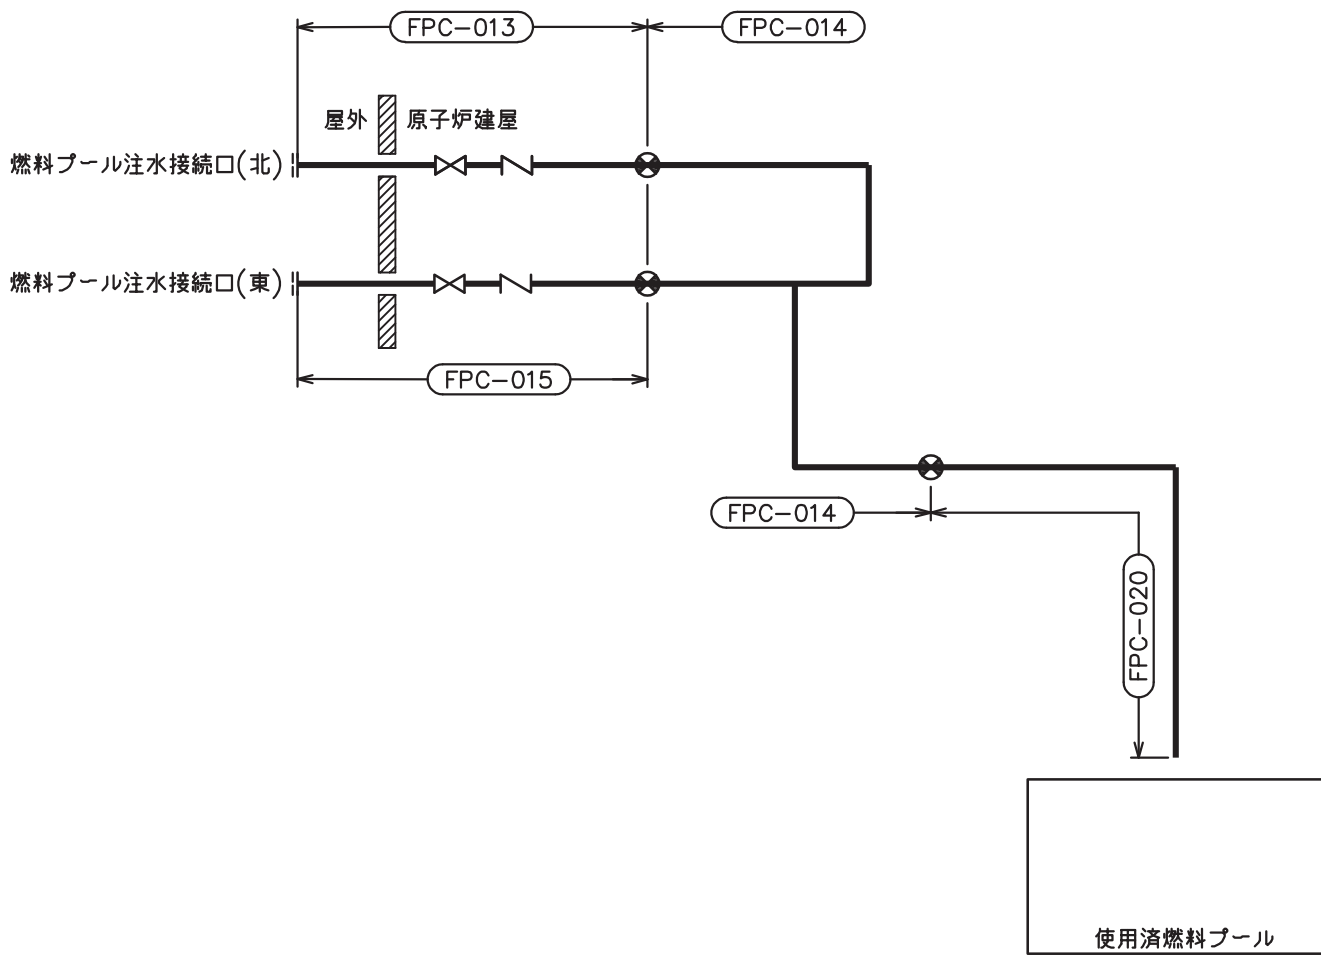 FPC-013
FPC-014
屋外
原子炉建屋
燃料プール注水接続口(北)
燃料プール注水接続口(東)
FPC-015
FPC-014
FPC-020
使用済燃料プール